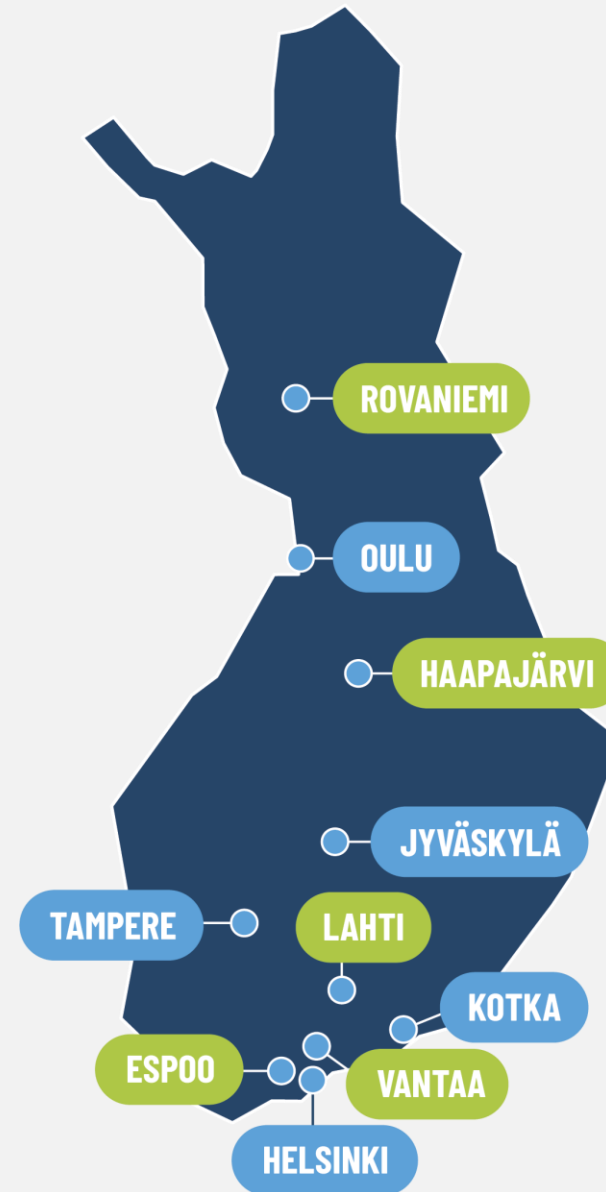 ROVANIEMI
OULU
HAAPAJÄRVI
JYVÄSKYLÄ
TAMPERE
LAHTI
KOTKA
ESPOO
VANTAA
HELSINKI